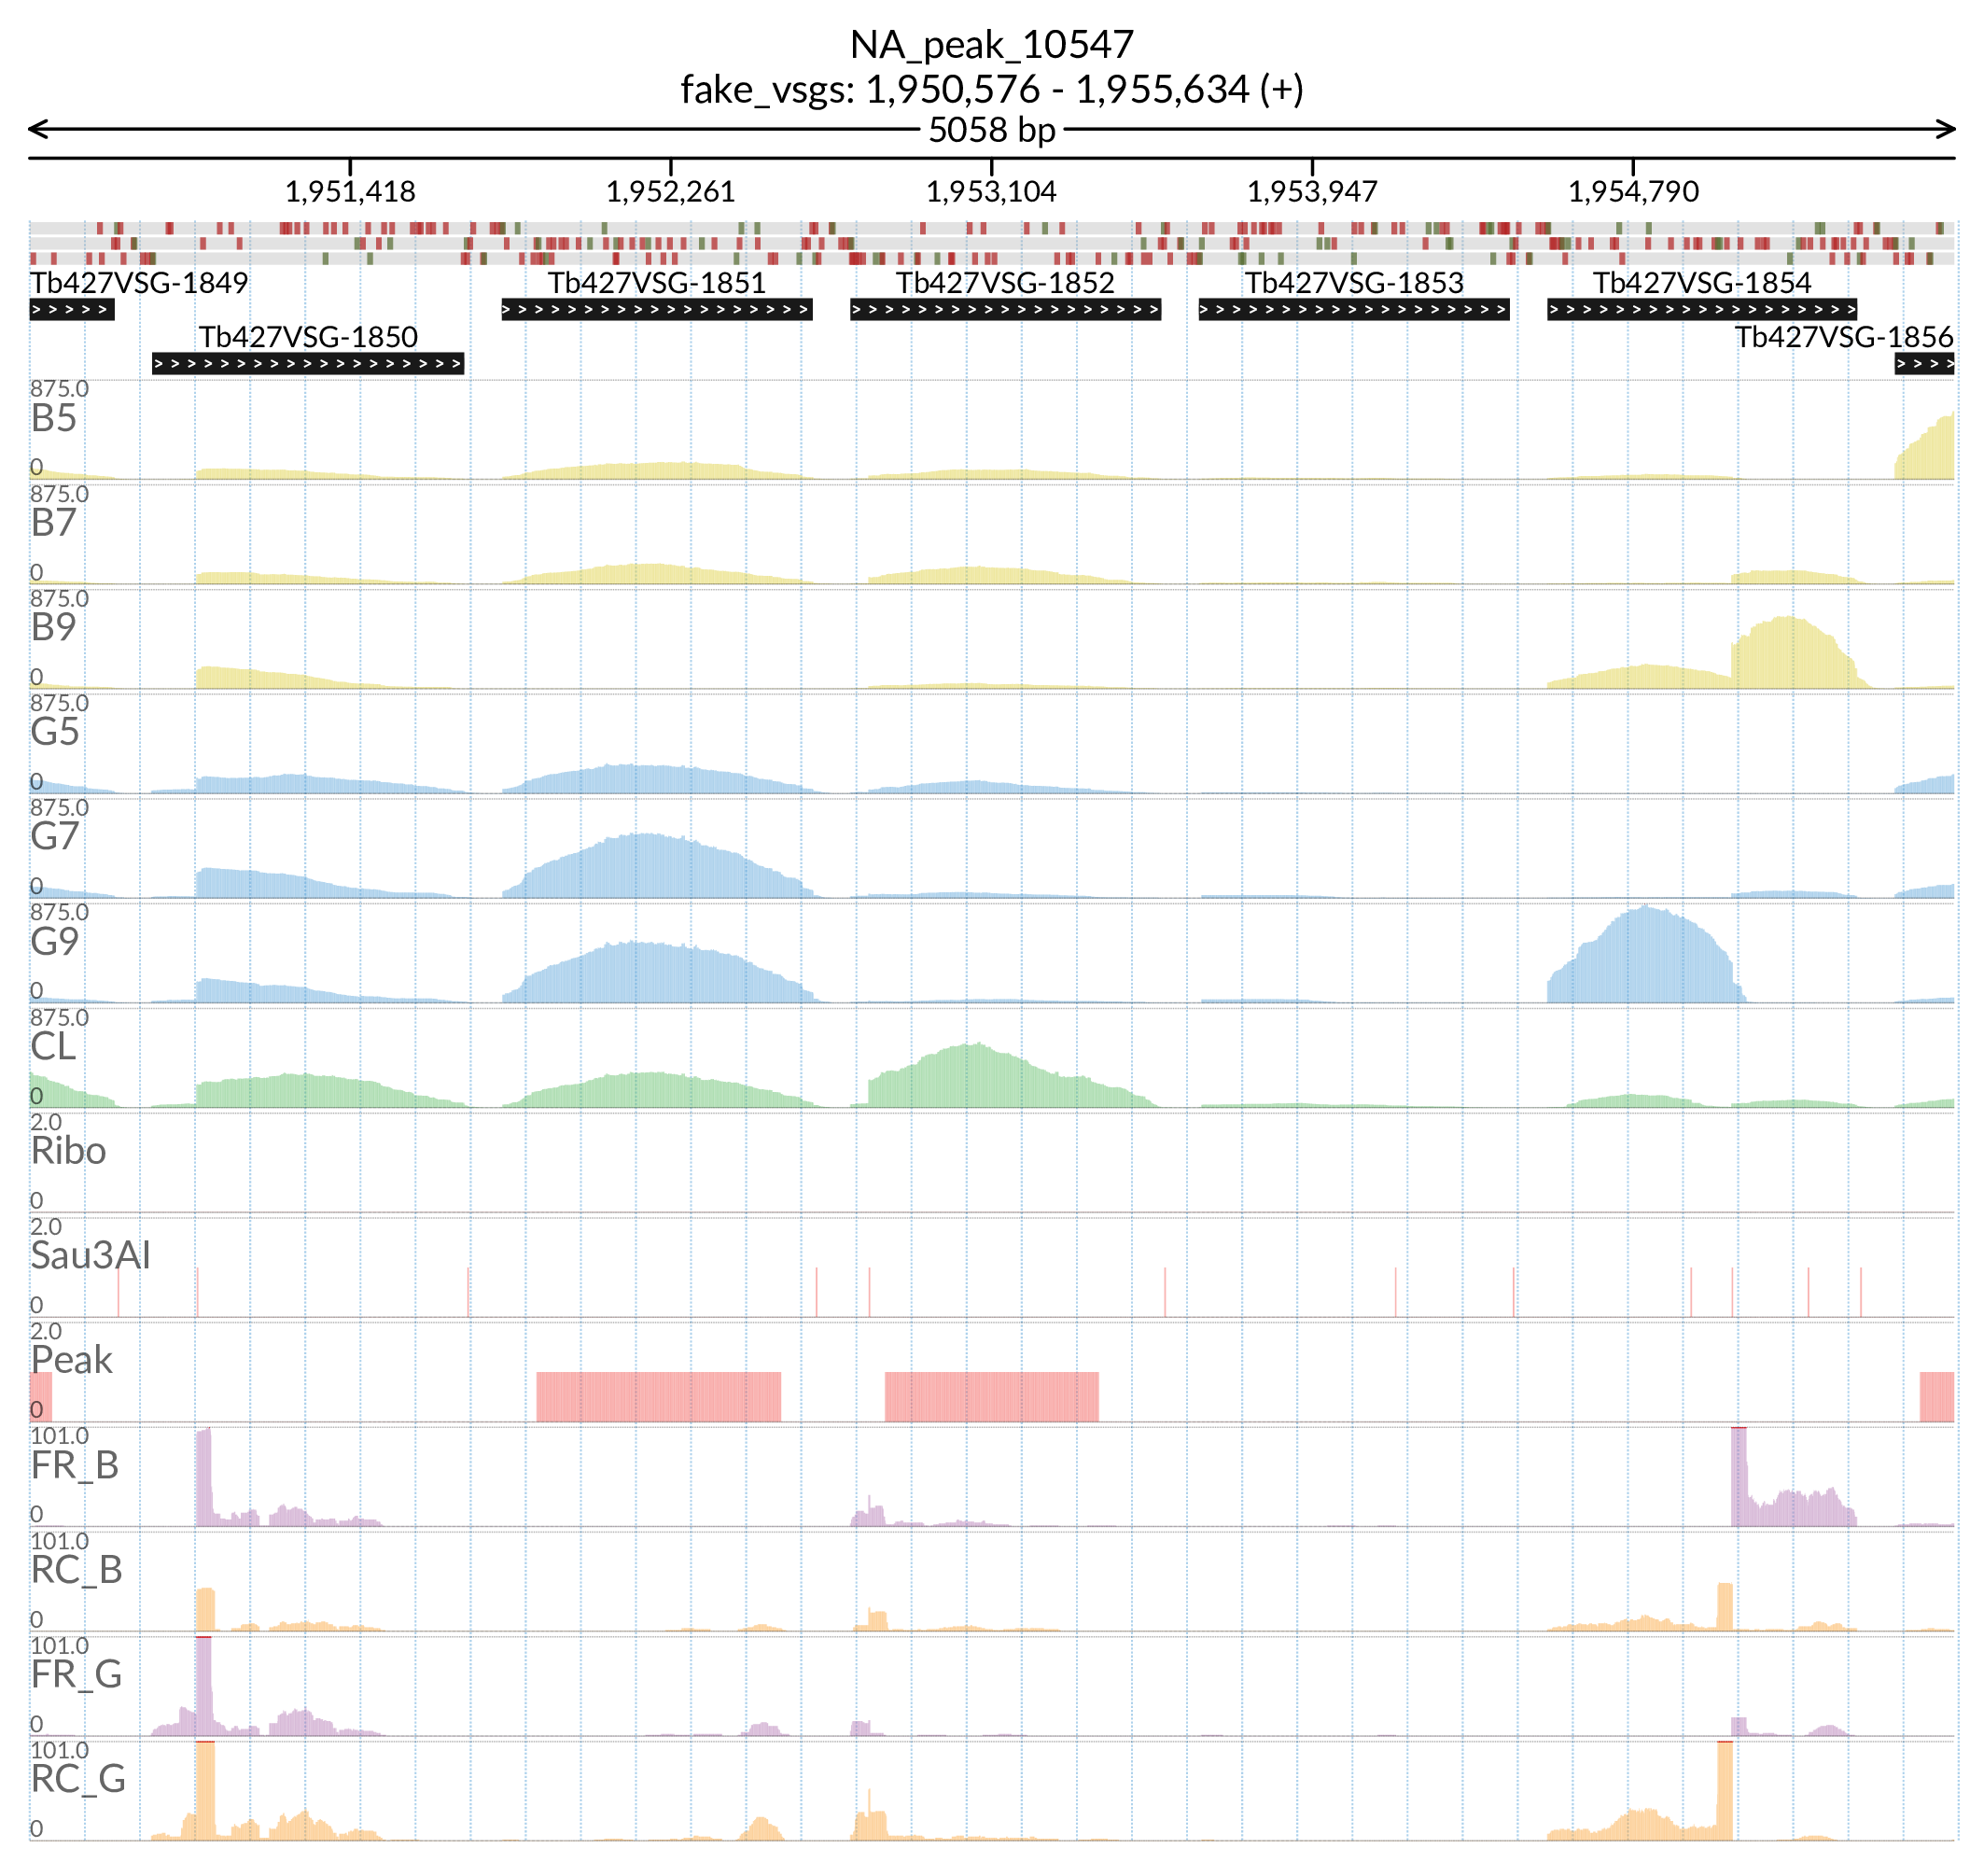 NA_peak_10547
fake_vsgs: 1,950,576 - 1,955,634 (+)
5058 bp
1,951,418 1,952,261 1,953,104 1,953,947 1,954,790
Tb427VSG-1849 Tb427VSG-1851 Tb427VSG-1852 Tb427VSG-1853 Tb427VSG-1854
Tb427VSG-1850 Tb427VSG-1856
875.0
B5
0
875.0
B7
0
875.0
B9
0
875.0
G5
0
875.0
G7
0
875.0
G9
0
875.0
CL
0
2.0
Ribo
0
2.0
Sau3AI
0
2.0
Peak
0
101.0
FR_B
0
101.0
RC_B
0
101.0
FR_G
0
101.0
RC_G
0